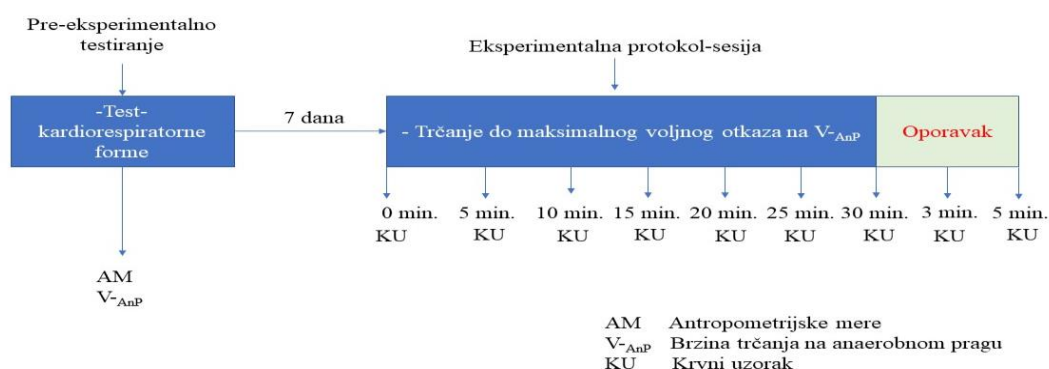 Pre-eksperimentalno
testiranje
Eksperimentalna protokol-sesija
-Test-
kardiorespiratorne
forme
7 dana
- Trčanje do maksimalnog voljnog otkaza na V-AnP
Oporavak
0 min. 5 min. 10 min. 15 min. 20 min. 25 min. 30 min. 3 min. 5 min.
KU KU KU KU KU KU KU KU KU
AM
V-AnP
AM Antropometrijske mere
V-AnP Brzina trčanja na anaerobnom pragu
KU Krvni uzorak